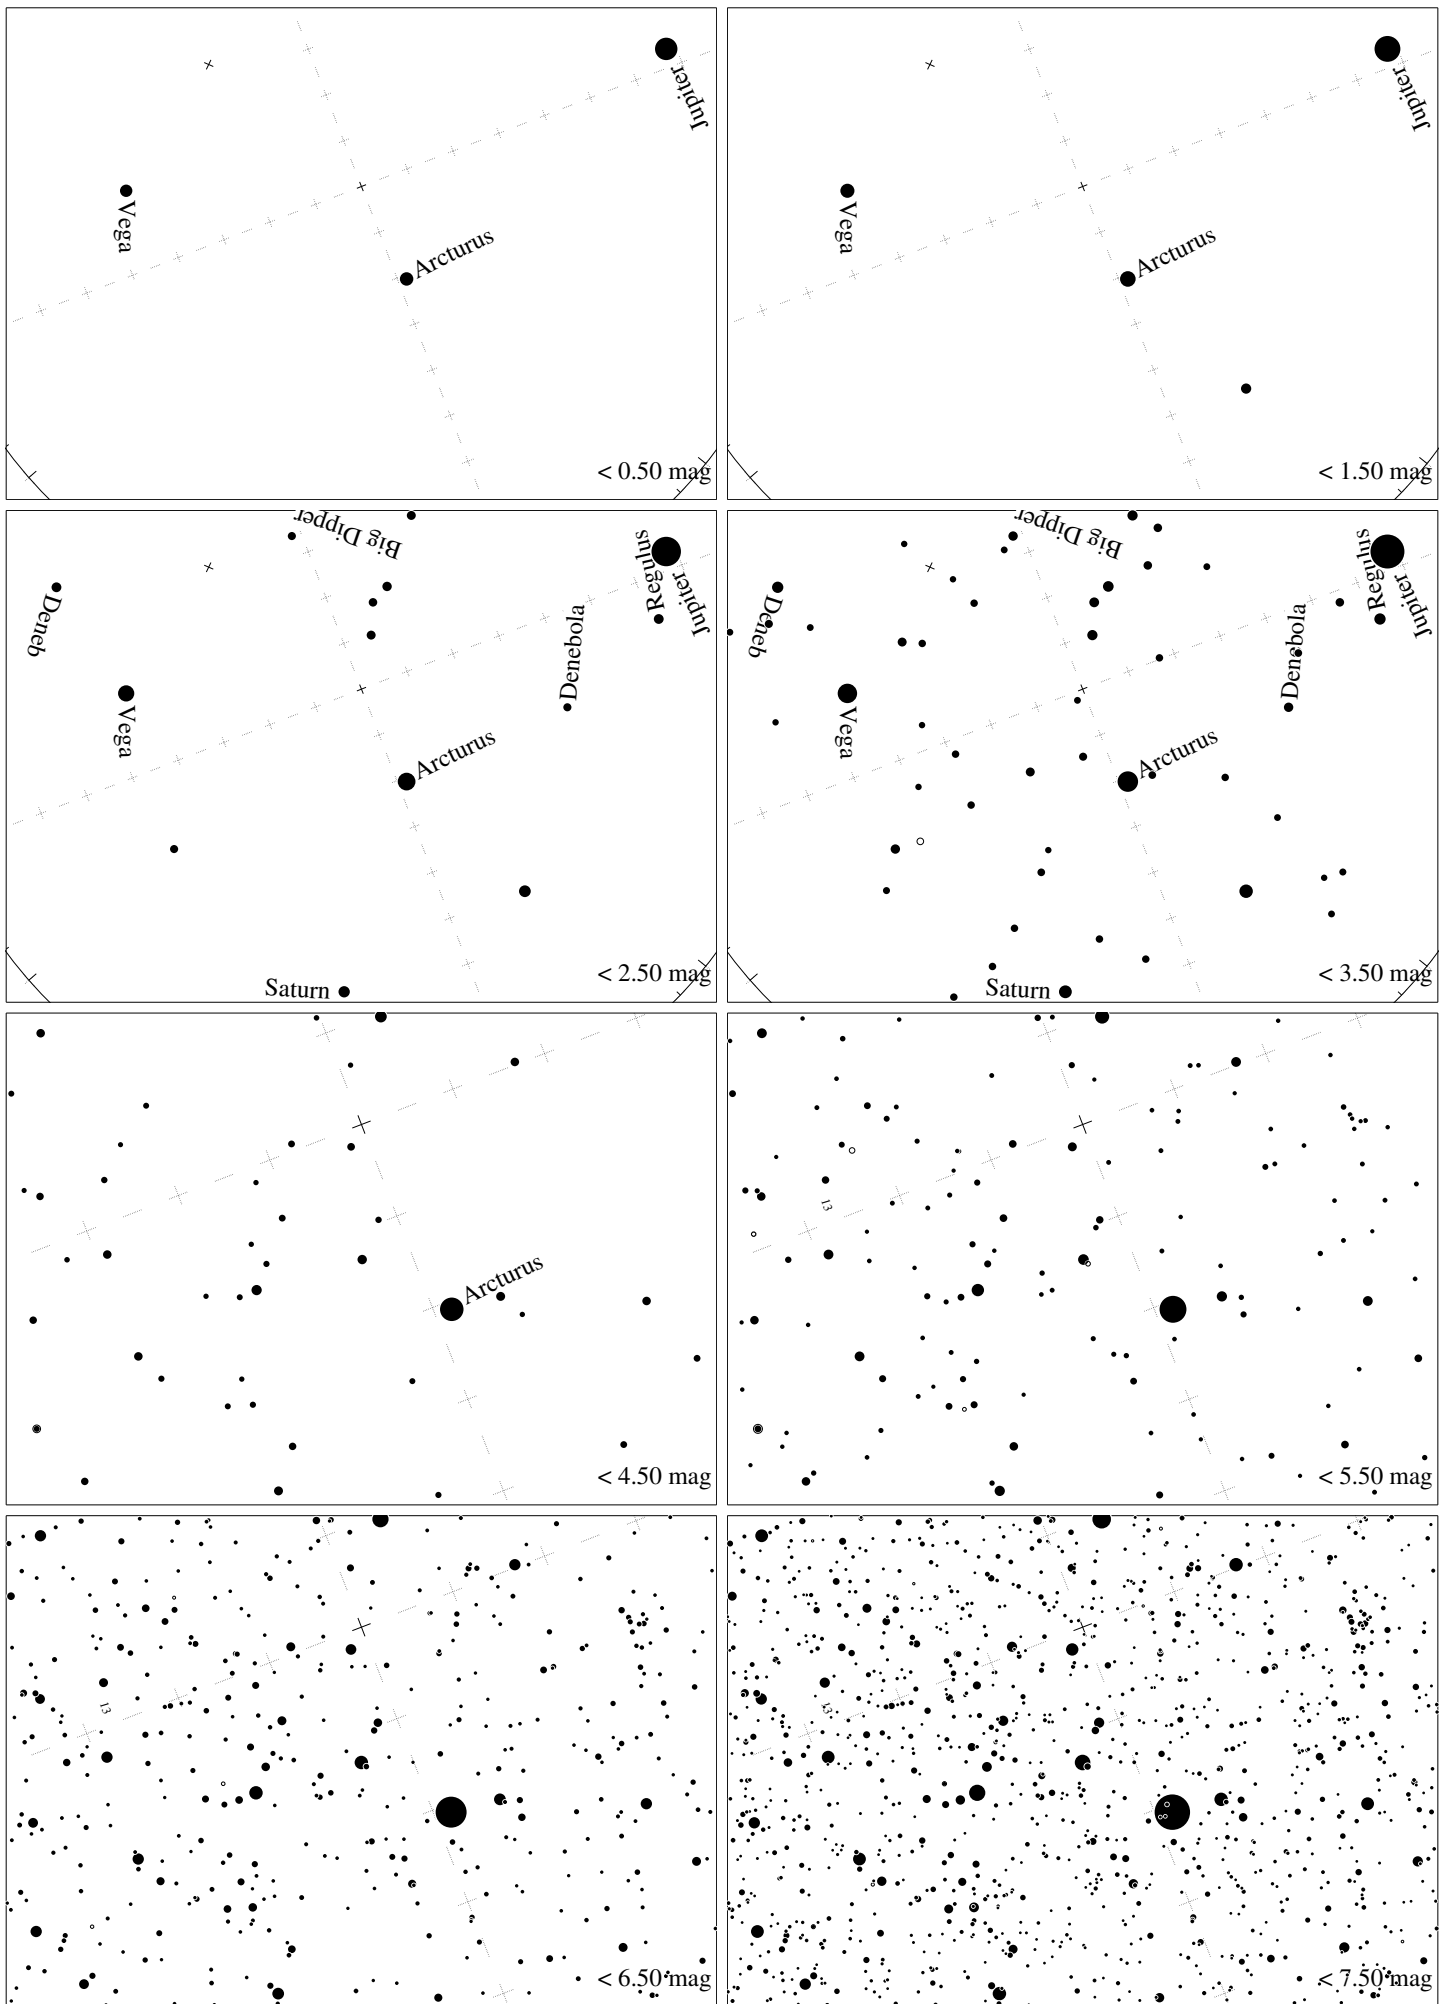 Jupiter
Vega
Arcturus
< 0.50 mag
Jupiter
Vega
Arcturus
< 1.50 mag
Big Dipper
Regulus
Jupiter
Deneb
Denebola
Vega
Arcturus
< 2.50 mag
Saturn
Big Dipper
Regulus
Jupiter
Deneb
Denebola
Vega
Arcturus
< 3.50 mag
Saturn
Arcturus
< 4.50 mag
13
< 5.50 mag
13
< 6.50 mag
13
< 7.50 mag